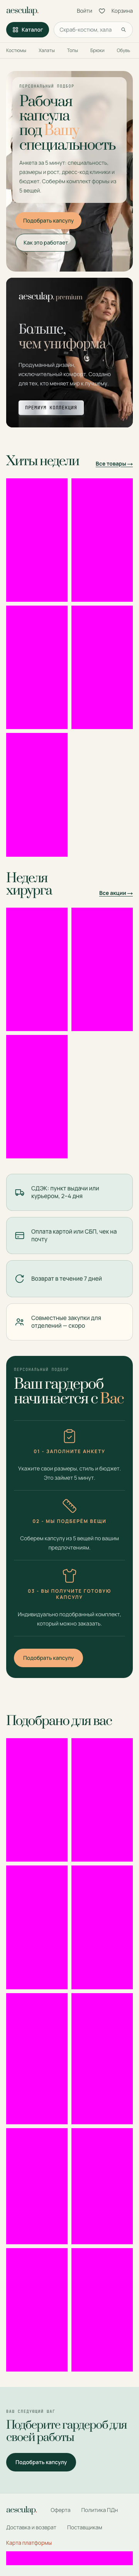 aesculap.
Войти
Корзина
Каталог
Скраб-костюм, хала
Костюмы
Халаты
Топы
Брюки
Обувь
ПЕРСОНАЛЬНЫЙ ПОДБОР
Рабочая
капсула
под Вашу
специальность
Анкета за 5 минут: специальность,
размеры и рост, дресс-код клиники и
бюджет. Соберём комплект формы из
5 вещей.
Подобрать капсулу
Как это работает
aesculap. premium
Больше,
чем униформа
Продуманный дизайн,
исключительный комфорт. Создано
для тех, кто меняет мир к лучшему.
ПРЕМИУМ КОЛЛЕКЦИЯ
Хиты недели
Все товары →
Неделя
хирурга
Все акции →
СДЭК: пункт выдачи или
курьером, 2–4 дня
Оплата картой или СБП, чек на
почту
Возврат в течение 7 дней
Совместные закупки для
отделений — скоро
ПЕРСОНАЛЬНЫЙ ПОДБОР
Ваш гардероб
начинается с Вас
01 - ЗАПОЛНИТЕ АНКЕТУ
Укажите свои размеры, стиль и бюджет.
Это займёт 5 минут.
02 - МЫ ПОДБЕРЁМ ВЕЩИ
Соберем капсулу из 5 вещей по вашим
предпочтениям.
03 - ВЫ ПОЛУЧИТЕ ГОТОВУЮ
КАПСУЛУ
Индивидуально подобранный комплект,
который можно заказать.
Подобрать капсулу
Подобрано для вас
ВАШ СЛЕДУЮЩИЙ ШАГ
Подберите гардероб для
своей работы
Подобрать капсулу
aesculap.
Оферта
Политика ПДн
Доставка и возврат
Поставщикам
Карта платформы